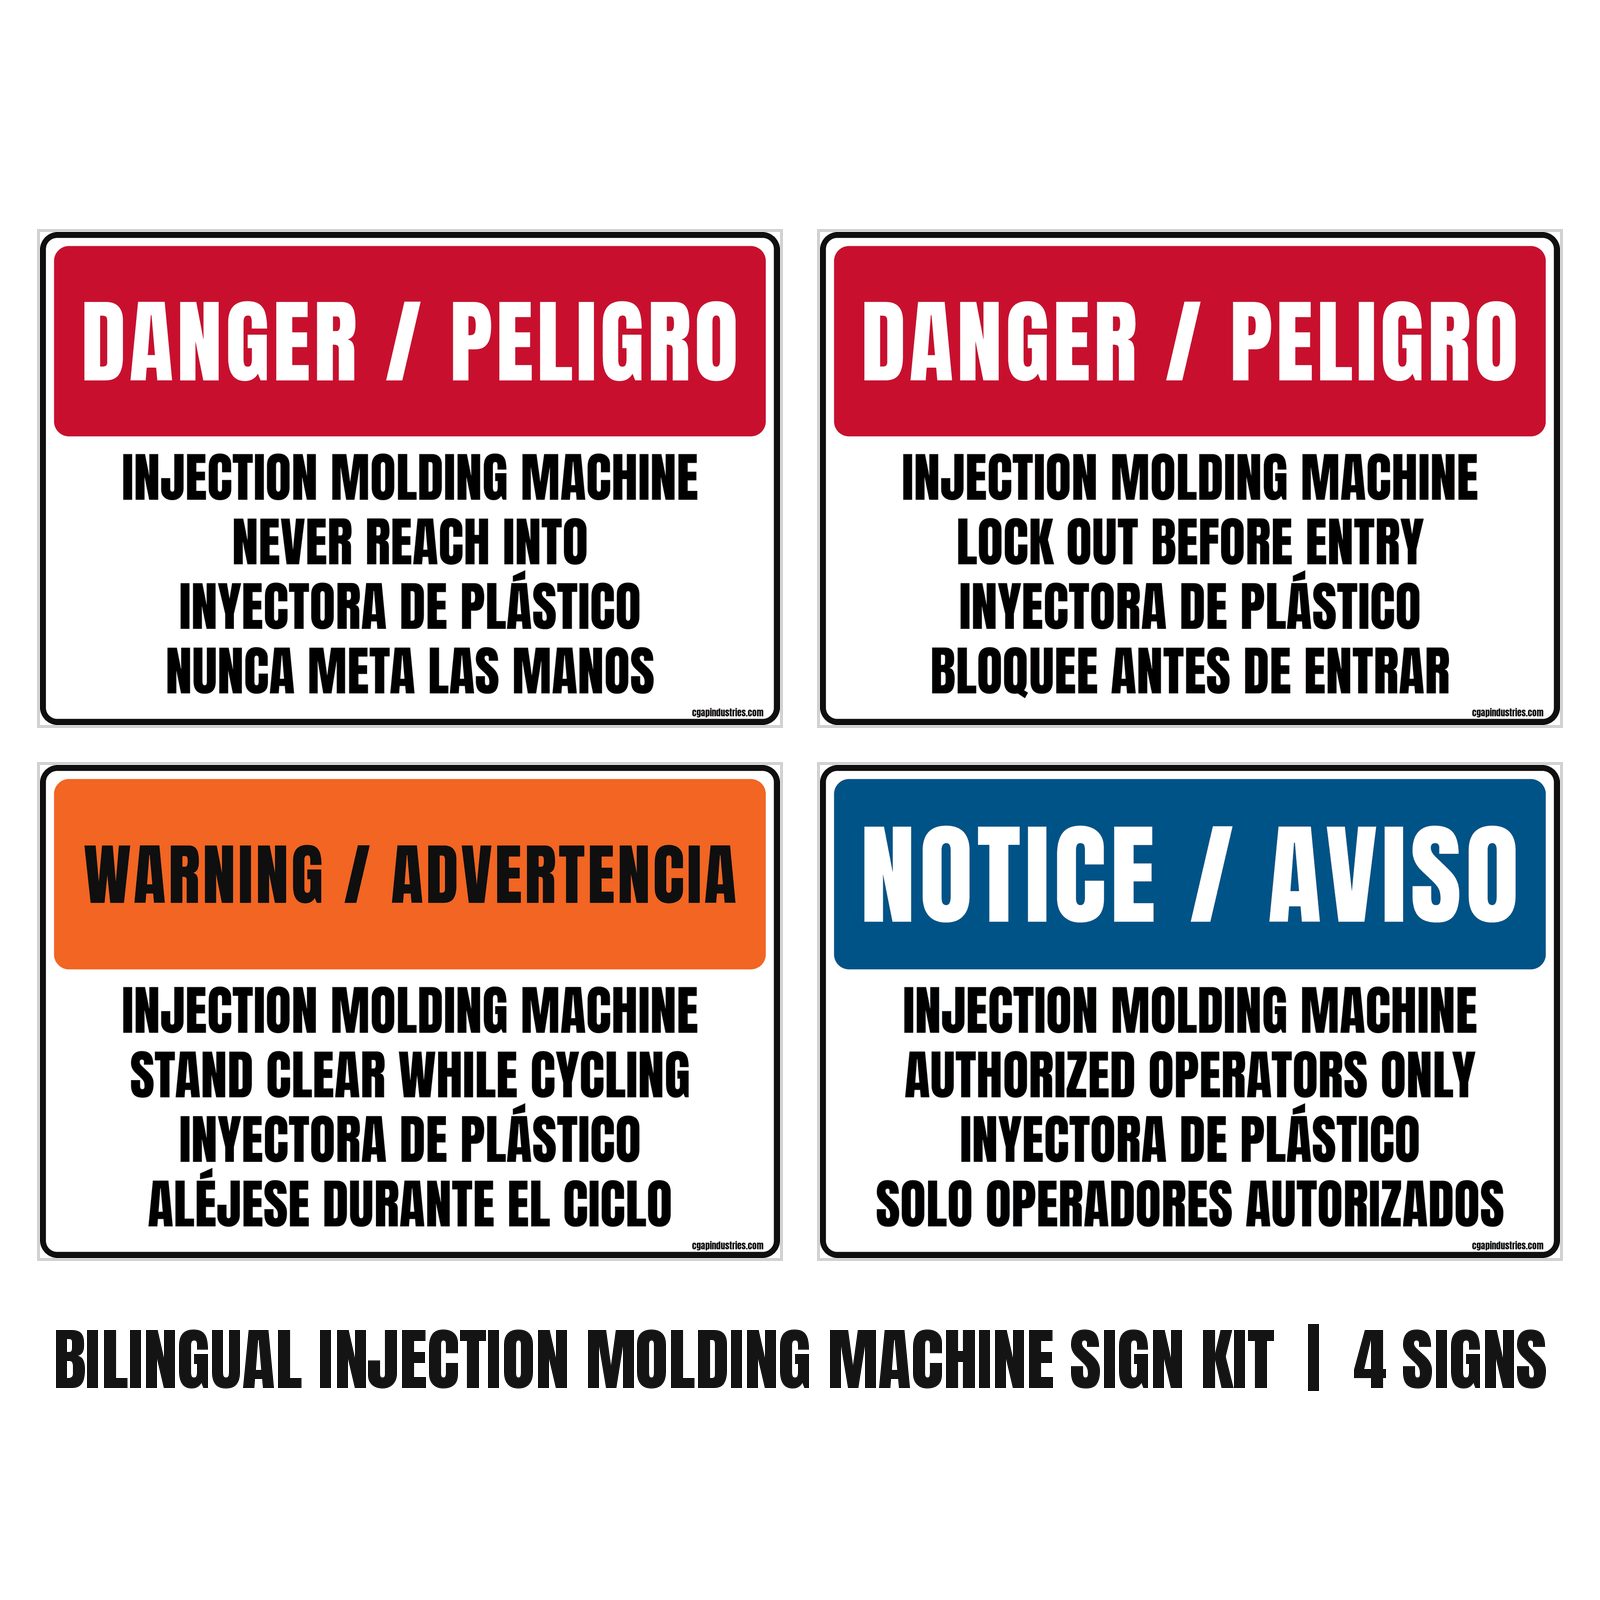 DANGER / PELIGRO
INJECTION MOLDING MACHINE
NEVER REACH INTO
INYECTORA DE PLÁSTICO
NUNCA META LAS MANOS
cgapindustries.com
DANGER / PELIGRO
INJECTION MOLDING MACHINE
LOCK OUT BEFORE ENTRY
INYECTORA DE PLÁSTICO
BLOQUEE ANTES DE ENTRAR
cgapindustries.com
WARNING / ADVERTENCIA
INJECTION MOLDING MACHINE
STAND CLEAR WHILE CYCLING
INYECTORA DE PLÁSTICO
ALÉJESE DURANTE EL CICLO
cgapindustries.com
NOTICE / AVISO
INJECTION MOLDING MACHINE
AUTHORIZED OPERATORS ONLY
INYECTORA DE PLÁSTICO
SOLO OPERADORES AUTORIZADOS
cgapindustries.com
BILINGUAL INJECTION MOLDING MACHINE SIGN KIT | 4 SIGNS